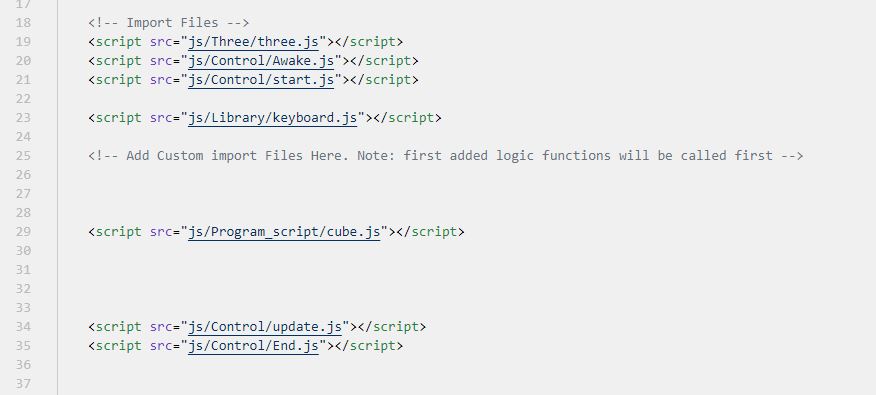 17
18 <!-- Import Files -->
19 <script src="js/Three/three.js"></script>
20 <script src="js/Control/Awake.js"></script>
21 <script src="js/Control/start.js"></script>
22
23 <script src="js/Library/keyboard.js"></script>
24
25 <!-- Add Custom import Files Here. Note: first added logic functions will be called first -->
26
27
28
29 <script src="js/Program_script/cube.js"></script>
30
31
32
33
34 <script src="js/Control/update.js"></script>
35 <script src="js/Control/End.js"></script>
36
37